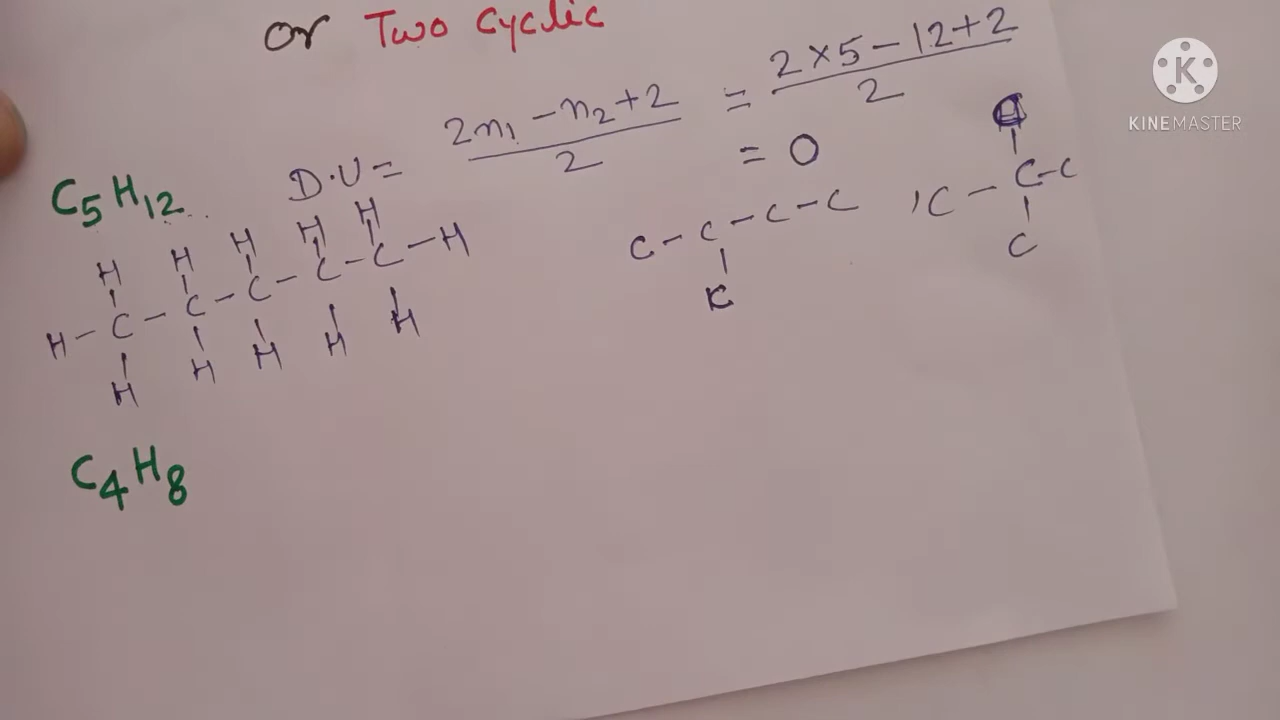 or Two Cyclic
D.U = 2n₁ - n₂ + 2 / 2 = 2 × 5 - 12 + 2 / 2
= 0
C₅H₁₂
H H H H H
H - C - C - C - C - C - H
H H H H H
C - C - C - C
C
C - C - C
C
C₄H₈
K
KINEMASTER